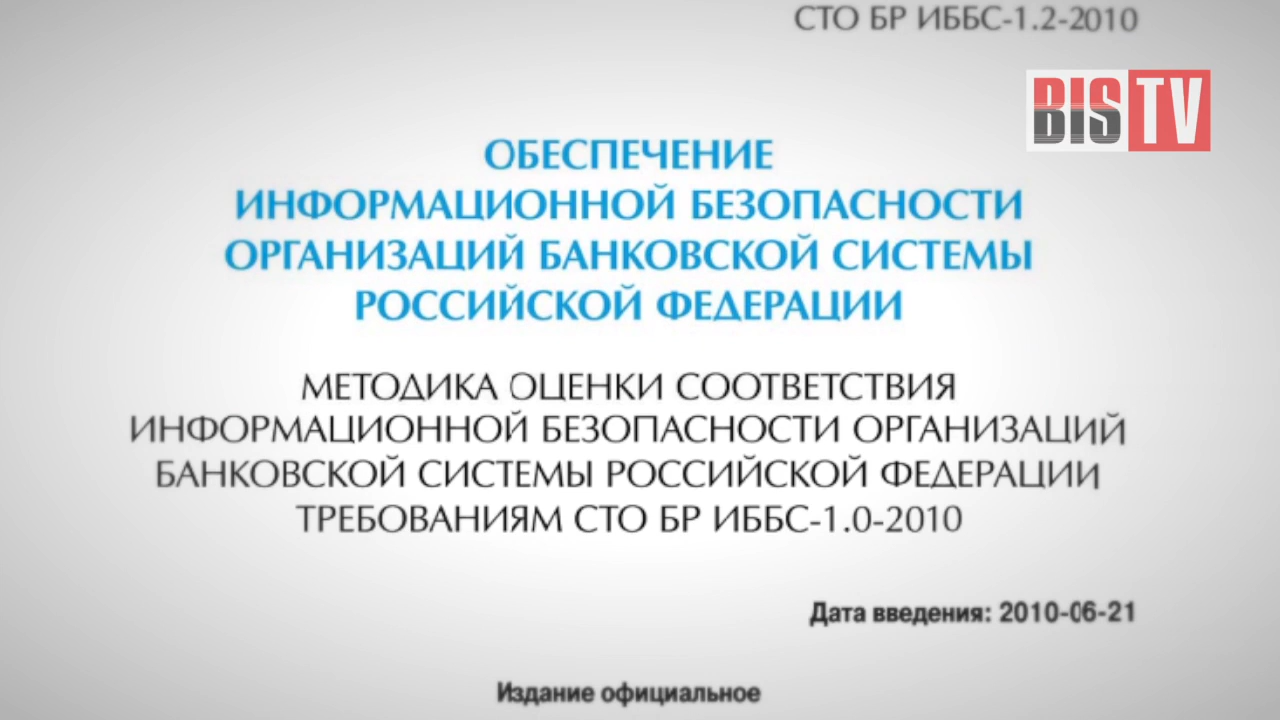 СТО БР ИББС-1.2-2010
BIS TV
ОБЕСПЕЧЕНИЕ
ИНФОРМАЦИОННОЙ БЕЗОПАСНОСТИ
ОРГАНИЗАЦИЙ БАНКОВСКОЙ СИСТЕМЫ
РОССИЙСКОЙ ФЕДЕРАЦИИ
МЕТОДИКА ОЦЕНКИ СООТВЕТСТВИЯ
ИНФОРМАЦИОННОЙ БЕЗОПАСНОСТИ ОРГАНИЗАЦИЙ
БАНКОВСКОЙ СИСТЕМЫ РОССИЙСКОЙ ФЕДЕРАЦИИ
ТРЕБОВАНИЯМ СТО БР ИББС-1.0-2010
Дата введения: 2010-06-21
Издание официальное